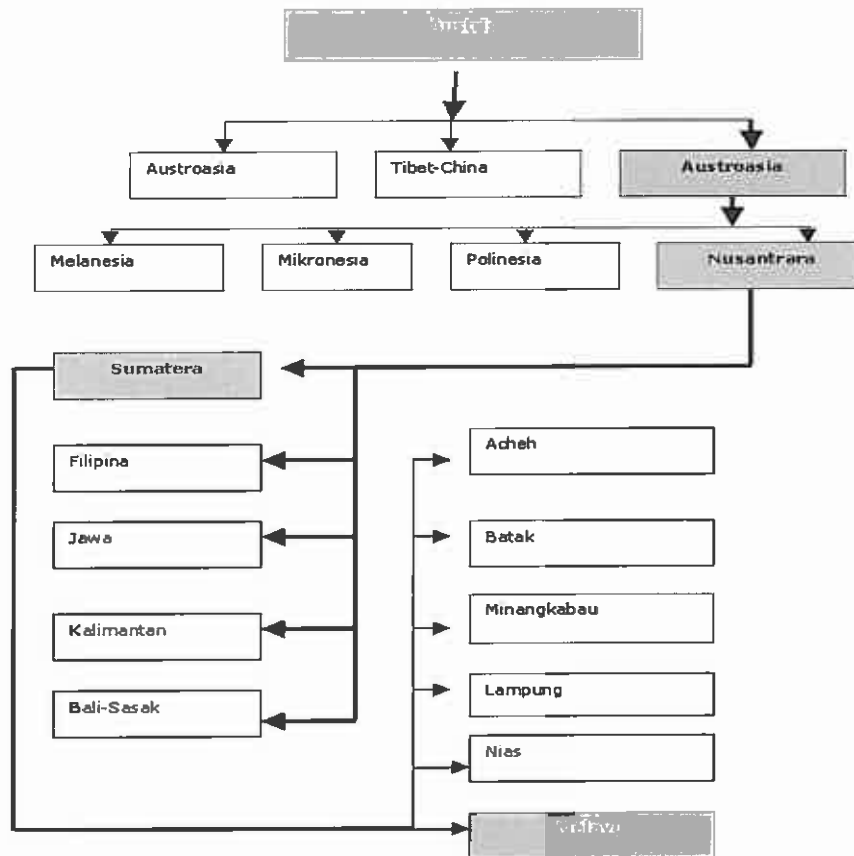 Austroasia
Tibet-China
Austroasia
Melanesia
Mikronesia
Polinesia
Nusantrara
Sumatera
Filipina
Jawa
Kalimantan
Bali-Sasak
Acheh
Batak
Minangkabau
Lampung
Nias